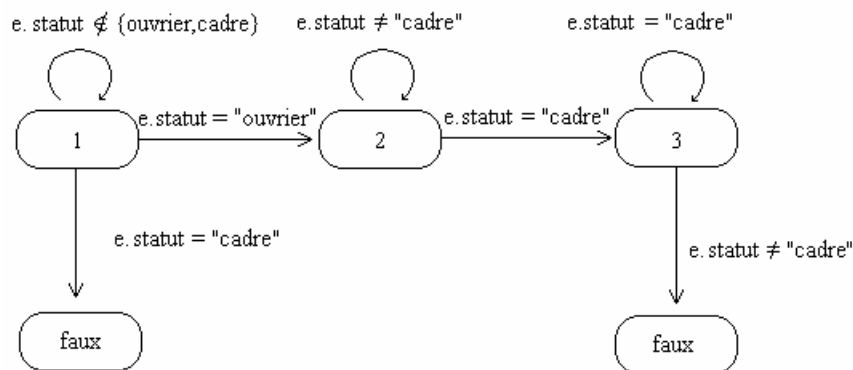 e. statut ∉ {ouvrier,cadre}
e.statut ≠ "cadre"
e.statut = "cadre"
1
e.statut = "ouvrier"
2
e.statut = "cadre"
3
e. statut = "cadre"
e. statut ≠ "cadre"
faux
faux